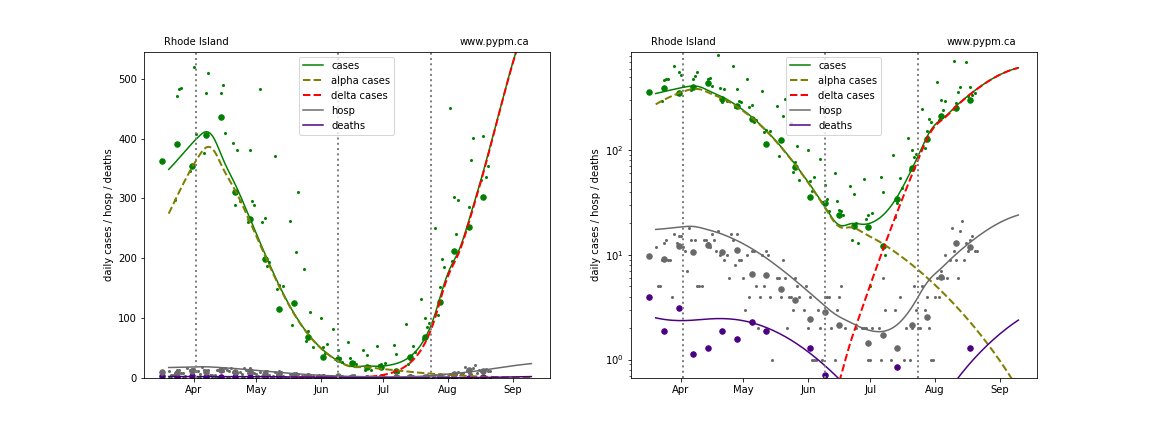 Rhode Island www.pypm.ca
daily cases / hosp / deaths
500
400
300
200
100
0
cases
alpha cases
delta cases
hosp
deaths
Apr May Jun Jul Aug Sep
Rhode Island www.pypm.ca
daily cases / hosp / deaths
10²
10¹
10⁰
cases
alpha cases
delta cases
hosp
deaths
Apr May Jun Jul Aug Sep